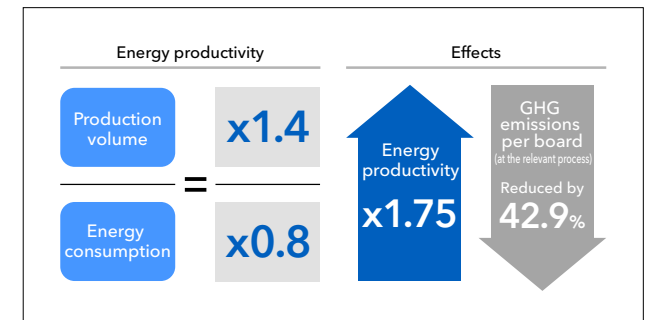 Energy productivity
Production
volume
x1.4
=
Energy
consumption
x0.8
Effects
Energy
productivity
x1.75
GHG
emissions
per board
(at the relevant process)
Reduced by
42.9%